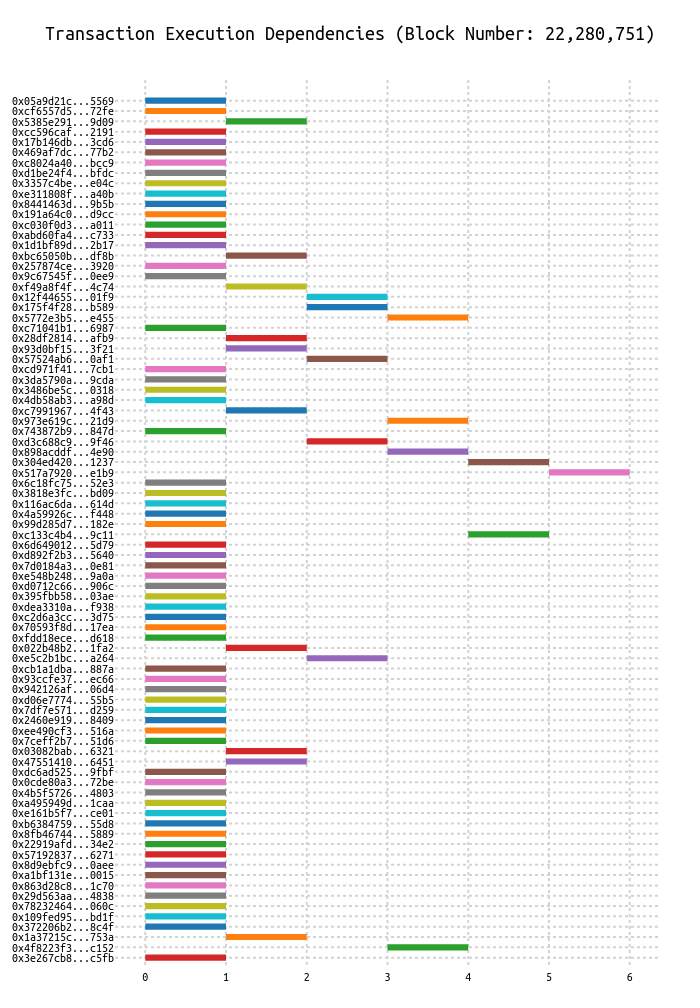 Transaction Execution Dependencies (Block Number: 22,280,751)
0x05a9d21c...5569
0xcf6557d5...72fe
0x5385e291...9d09
0xcc596caf...2191
0x17b146db...3cd6
0x469af7dc...77b2
0xc8024a40...bcc9
0xd1be24f4...bfdc
0x3357c4be...e04c
0xe311808f...a40b
0x8441463d...9b5b
0x191a64c0...d9cc
0xc030f0d3...a011
0xabd60fa4...c733
0x1d1bf89d...2b17
0xbc65050b...df8b
0x257874ce...3920
0x9c67545f...0ee9
0xf49a8f4f...4c74
0x12f44655...01f9
0x175f4f28...b589
0x5772e3b5...e455
0xc71041b1...6987
0x28df2814...afb9
0x93d0bf15...3f21
0x57524ab6...0af1
0xcd971f41...7cb1
0x3da5790a...9cda
0x3486be5c...0318
0x4db58ab3...a98d
0xc7991967...4f43
0x973e619c...21d9
0x743872b9...847d
0xd3c688c9...9f46
0x898acddf...4e90
0x304ed420...1237
0x517a7920...e1b9
0x6c18fc75...52e3
0x3818e3fc...bd09
0x116ac6da...614d
0x4a59926c...f448
0x99d285d7...182e
0xc133c4b4...9c11
0x6d649012...5d79
0xd892f2b3...5640
0x7d0184a3...0e81
0xe548b248...9a0a
0xd0712c66...906c
0x395fbb58...03ae
0xdea3310a...f938
0xc2d6a3cc...3d75
0x70593f8d...17ea
0xfdd18ece...d618
0x022b48b2...1fa2
0xe5c2b1bc...a264
0xcb1a1dba...887a
0x93ccfe37...ec66
0x942126af...06d4
0xd06e7774...55b5
0x7df7e571...d259
0x2460e919...8409
0xee490cf3...516a
0x7ceff2b7...51d6
0x03082bab...6321
0x47551410...6451
0xdc6ad525...9fbf
0x0cde80a3...72be
0x4b5f5726...4803
0xa495949d...1caa
0xe161b5f7...ce01
0xb6384759...55d8
0x8fb46744...5889
0x22919afd...34e2
0x57192837...6271
0x8d9ebfc9...0aee
0xa1bf131e...0015
0x863d28c8...1c70
0x29d563aa...4838
0x78232464...060c
0x109fed95...bd1f
0x372206b2...8c4f
0x1a37215c...753a
0x4f8223f3...c152
0x3e267cb8...c5fb
0 1 2 3 4 5 6